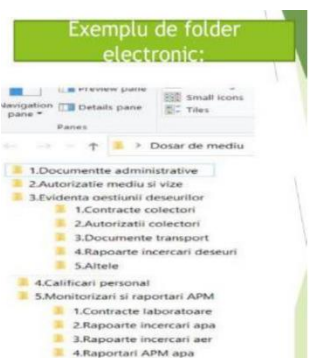 Exemplu de folder
electronic:
Preview pane
Small icons
Navigation
pane
Details pane
Tiles
Panes
Dosar de mediu
1.Documentte administrative
2.Autorizatie mediu si vize
3.Evidenta gestiunii deseurilor
1.Contracte colectori
2.Autorizatii colectori
3.Documente transport
4.Rapoarte incercari deseuri
5.Altele
4.Calificari personal
5.Monitorizari si raportari APM
1.Contracte laboratoare
2.Rapoarte incercari apa
3.Rapoarte incercari aer
4.Raportari APM apa